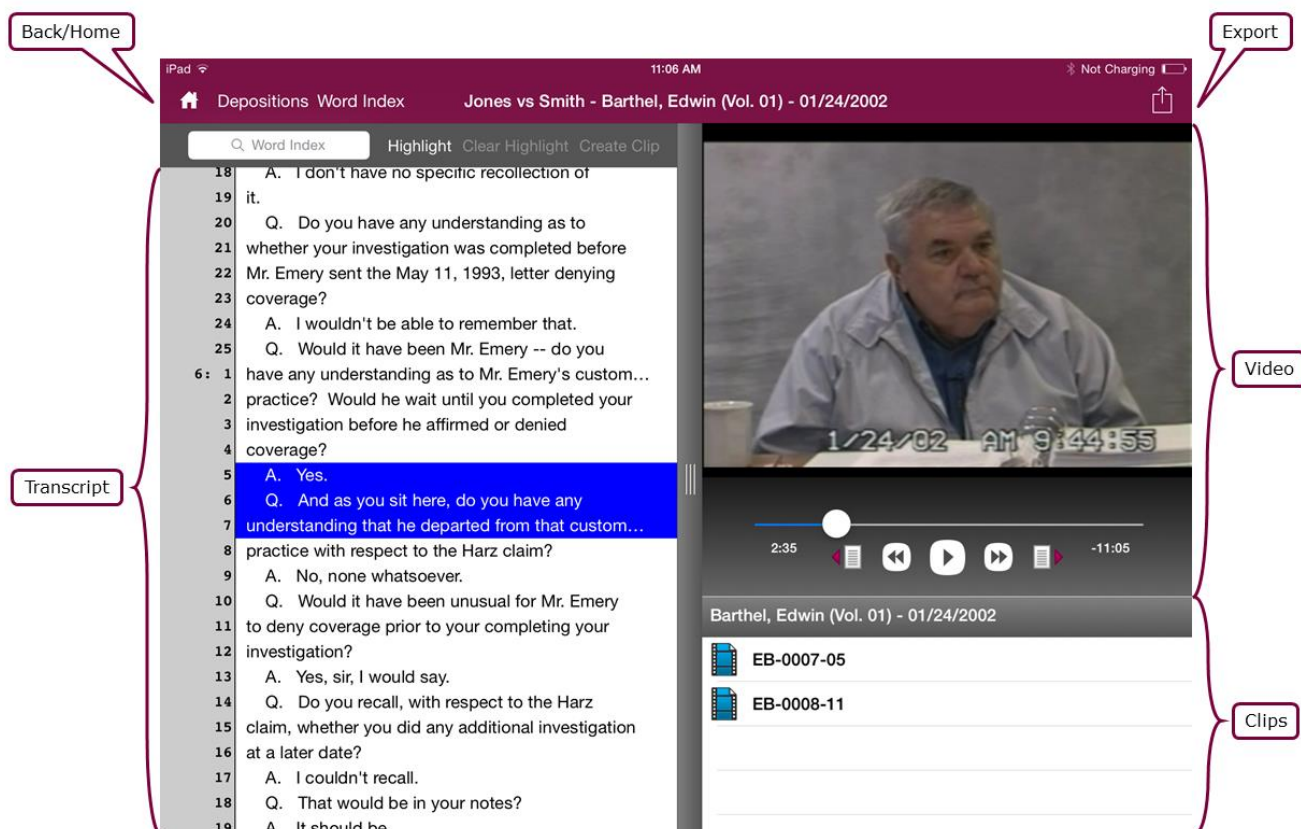 Back/Home
Export
iPad 11:06 AM Not Charging
Depositions Word Index Jones vs Smith - Barthel, Edwin (Vol. 01) - 01/24/2002
Word Index Highlight Clear Highlight Create Clip
18 A. I don't have no specific recollection of
19 it.
20 Q. Do you have any understanding as to
21 whether your investigation was completed before
22 Mr. Emery sent the May 11, 1993, letter denying
23 coverage?
24 A. I wouldn't be able to remember that.
25 Q. Would it have been Mr. Emery -- do you
6: 1 have any understanding as to Mr. Emery's custom...
2 practice? Would he wait until you completed your
3 investigation before he affirmed or denied
4 coverage?
5 A. Yes.
6 Q. And as you sit here, do you have any
7 understanding that he departed from that custom...
8 practice with respect to the Harz claim?
9 A. No, none whatsoever.
10 Q. Would it have been unusual for Mr. Emery
11 to deny coverage prior to your completing your
12 investigation?
13 A. Yes, sir, I would say.
14 Q. Do you recall, with respect to the Harz
15 claim, whether you did any additional investigation
16 at a later date?
17 A. I couldn't recall.
18 Q. That would be in your notes?
19 A. It should be.
Transcript
1/24/02 AM 9:44:55
Video
2:35 -11:05
Barthel, Edwin (Vol. 01) - 01/24/2002
EB-0007-05
EB-0008-11
Clips